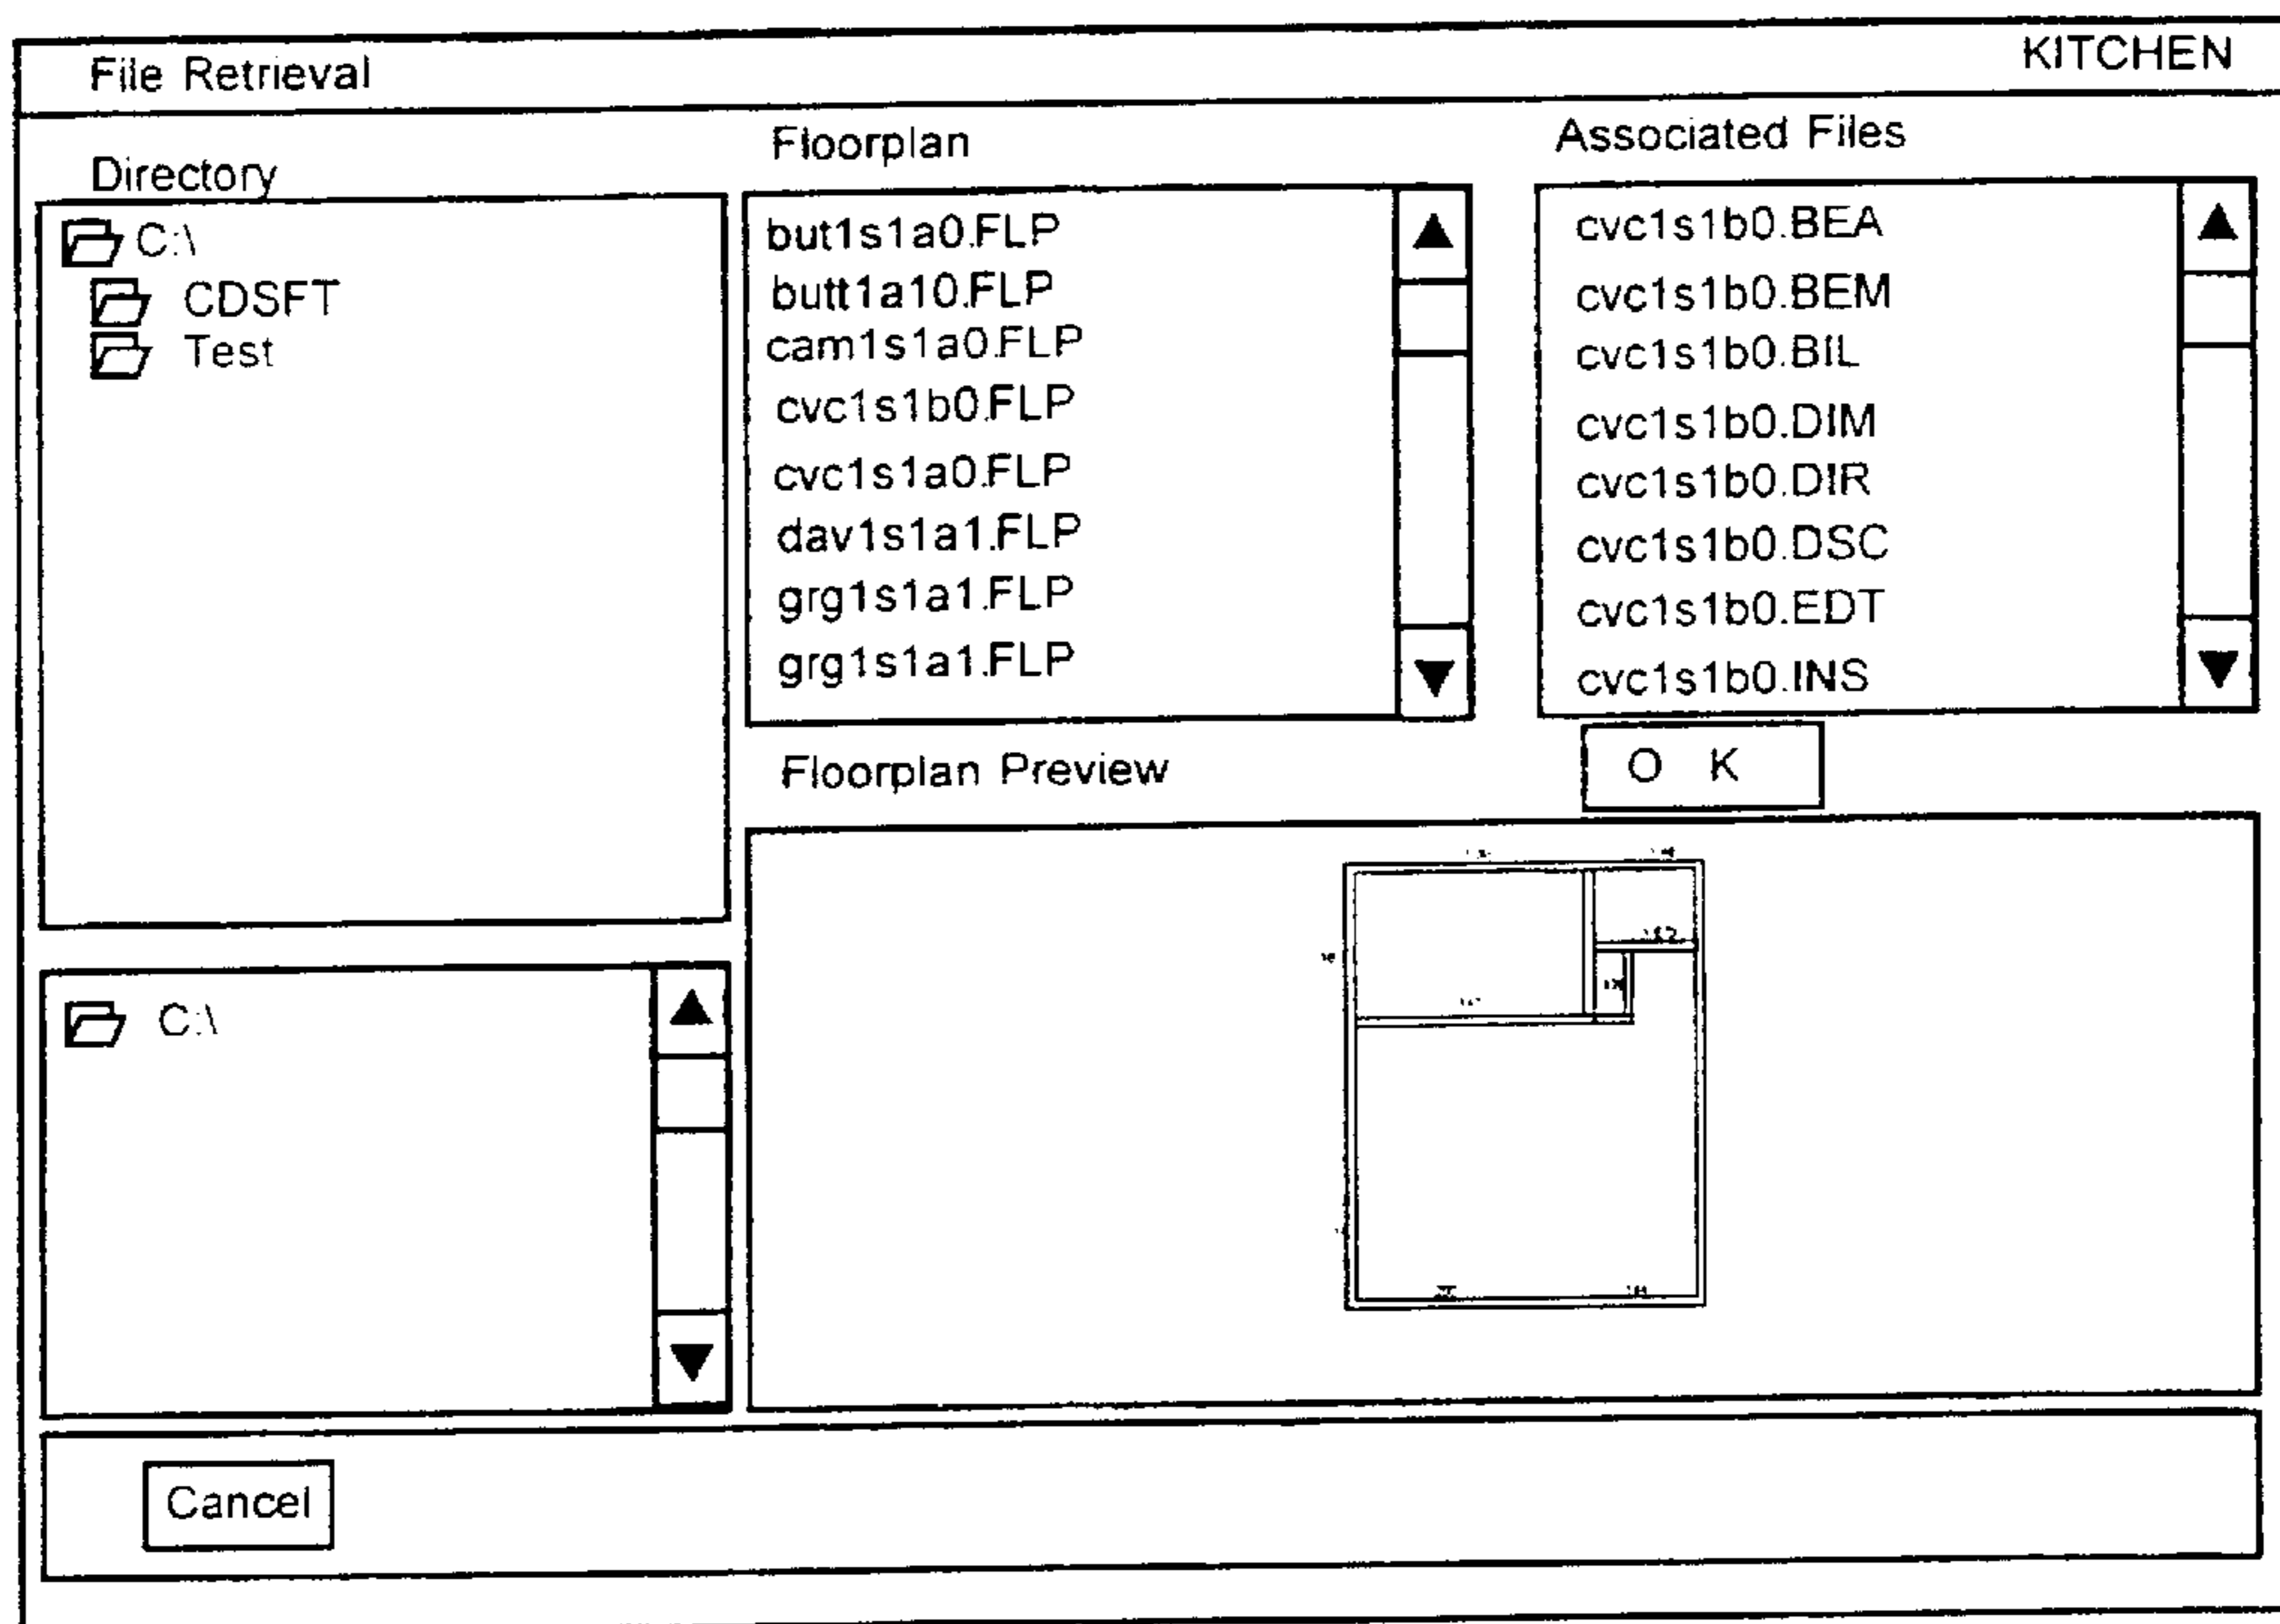 File Retrieval
KITCHEN
Directory
C:\
CDSFT
Test
Floorplan
but1s1a0.FLP
butt1a10.FLP
cam1s1a0.FLP
cvc1s1b0.FLP
cvc1s1a0.FLP
dav1s1a1.FLP
grg1s1a1.FLP
grg1s1a1.FLP
Associated Files
cvc1s1b0.BEA
cvc1s1b0.BEM
cvc1s1b0.BIL
cvc1s1b0.DIM
cvc1s1b0.DIR
cvc1s1b0.DSC
cvc1s1b0.EDT
cvc1s1b0.INS
O K
Floorplan Preview
C:\
Cancel